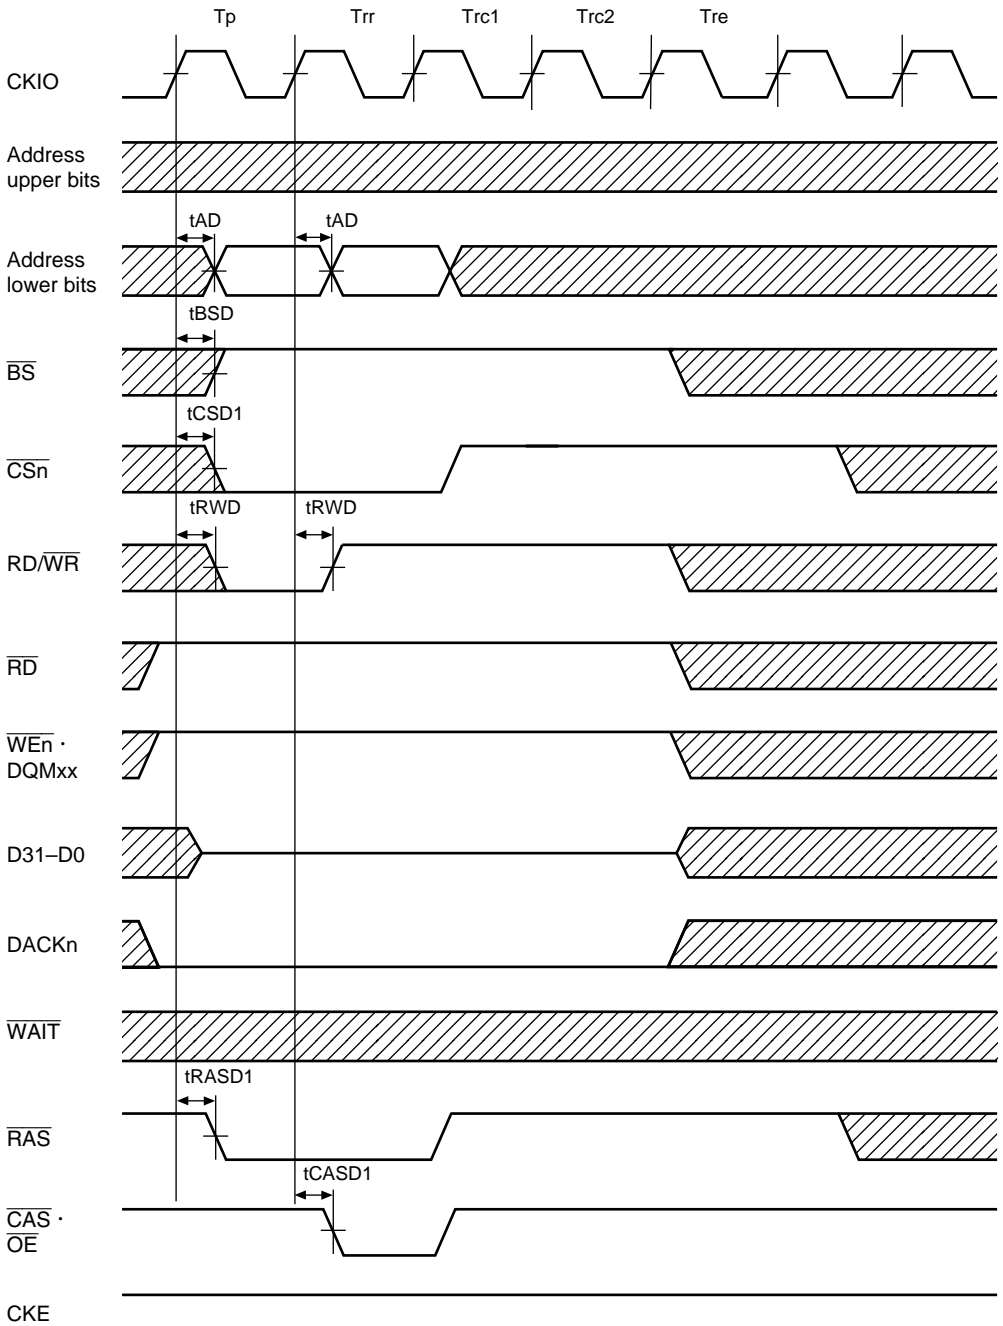 Tp Trr Trc1 Trc2 Tre
CKIO
Address
upper bits
tAD tAD
Address
lower bits
tBSD
BS
tCSD1
CSn
tRWD tRWD
RD/WR
RD
WEn ·
DQMxx
D31–D0
DACKn
WAIT
tRASD1
RAS
tCASD1
CAS ·
OE
CKE